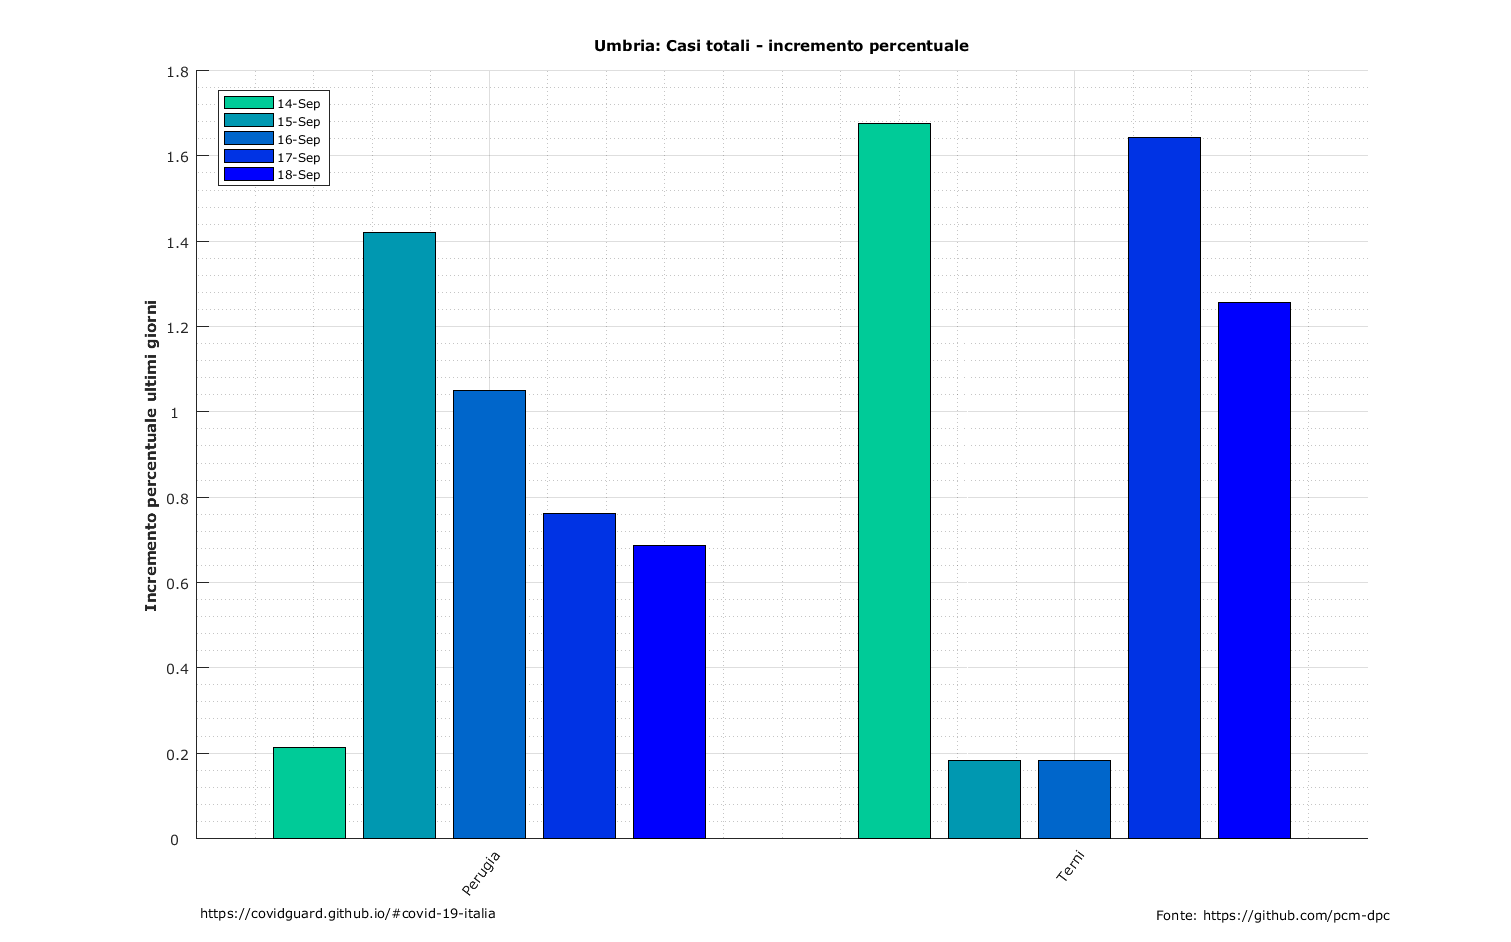 Umbria: Casi totali - incremento percentuale
1.8
1.6
1.4
1.2
1
0.8
0.6
0.4
0.2
0
Incremento percentuale ultimi giorni
14-Sep
15-Sep
16-Sep
17-Sep
18-Sep
Perugia
Terni
https://covidguard.github.io/#covid-19-italia
Fonte: https://github.com/pcm-dpc